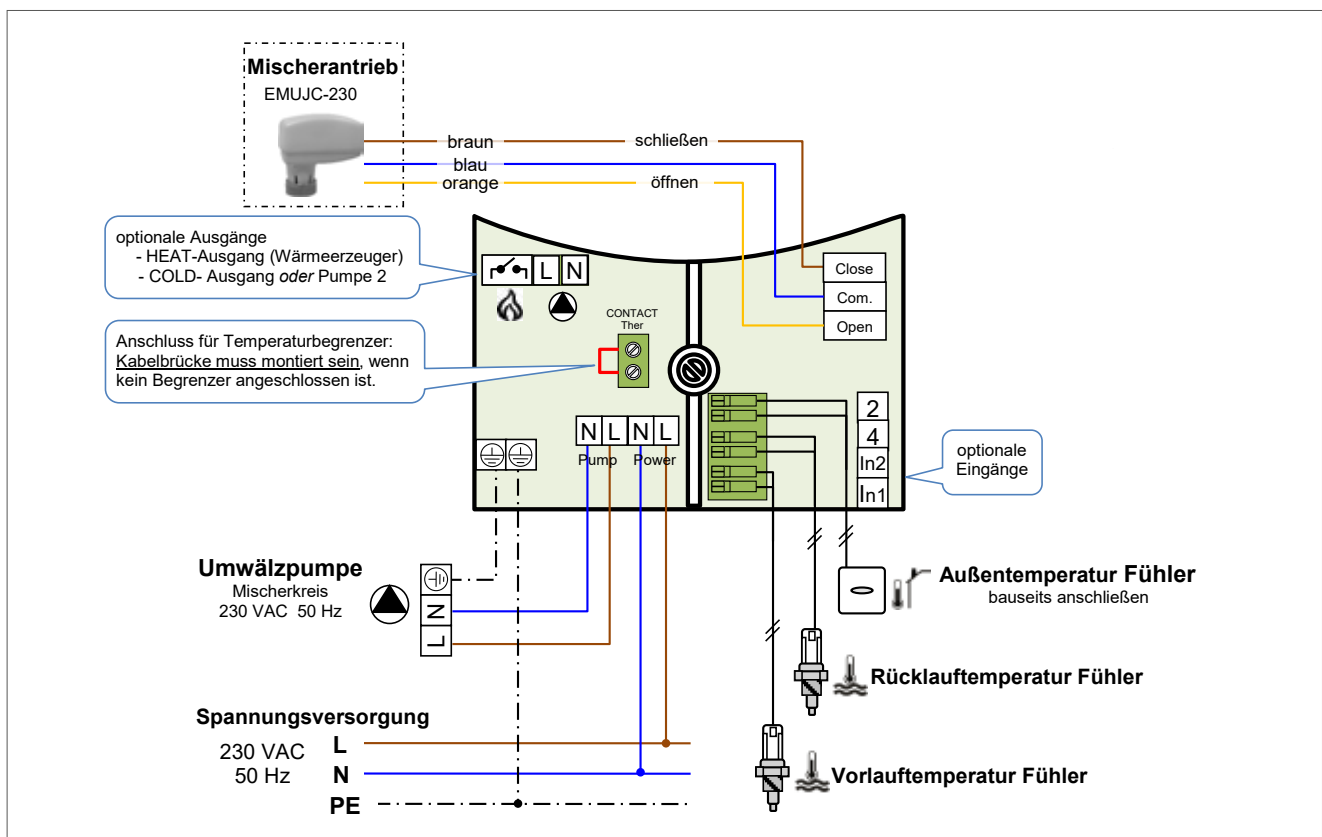 Mischerantrieb
EMUJC-230
braun schließen
blau
orange öffnen
optionale Ausgänge
- HEAT-Ausgang (Wärmeerzeuger)
- COLD- Ausgang oder Pumpe 2
L N
Close
Com.
Open
CONTACT
Ther
Anschluss für Temperaturbegrenzer:
Kabelbrücke muss montiert sein, wenn
kein Begrenzer angeschlossen ist.
N L N L
Pump Power
2
4
In2
In1
optionale
Eingänge
Umwälzpumpe
Mischerkreis
230 VAC 50 Hz
N
L
Außentemperatur Fühler
bauseits anschließen
Rücklauftemperatur Fühler
Vorlauftemperatur Fühler
Spannungsversorgung
230 VAC
50 Hz
L
N
PE